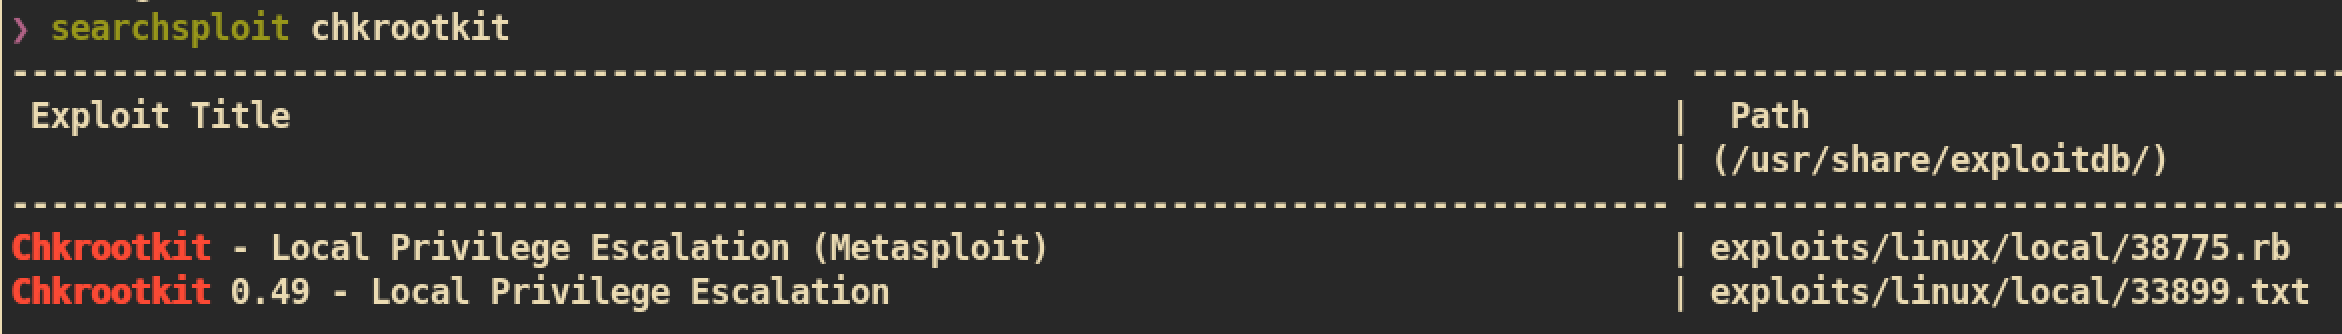 ❯ searchsploit chkrootkit
----------------------------------------------------------------------------------- ---------------------------------
 Exploit Title | Path
 | (/usr/share/exploitdb/)
----------------------------------------------------------------------------------- ---------------------------------
Chkrootkit - Local Privilege Escalation (Metasploit) | exploits/linux/local/38775.rb
Chkrootkit 0.49 - Local Privilege Escalation | exploits/linux/local/33899.txt